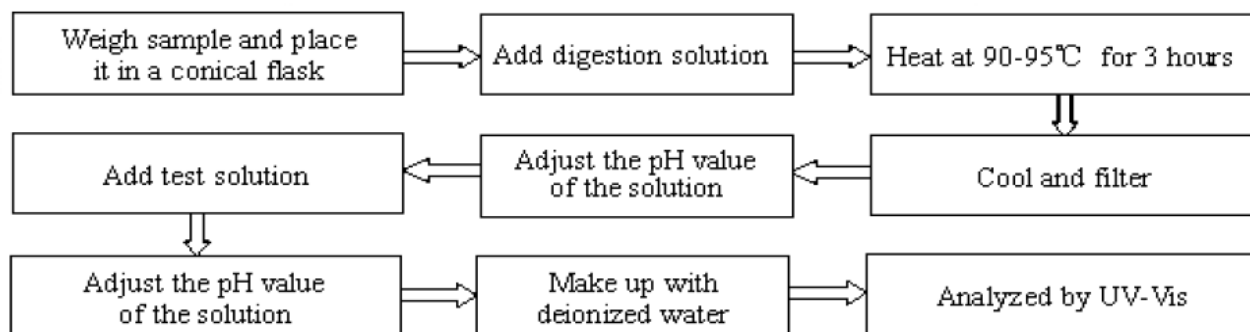 Weigh sample and place
it in a conical flask
Add digestion solution
Heat at 90-95℃ for 3 hours
Cool and filter
Adjust the pH value
of the solution
Add test solution
Adjust the pH value
of the solution
Make up with
deionized water
Analyzed by UV-Vis